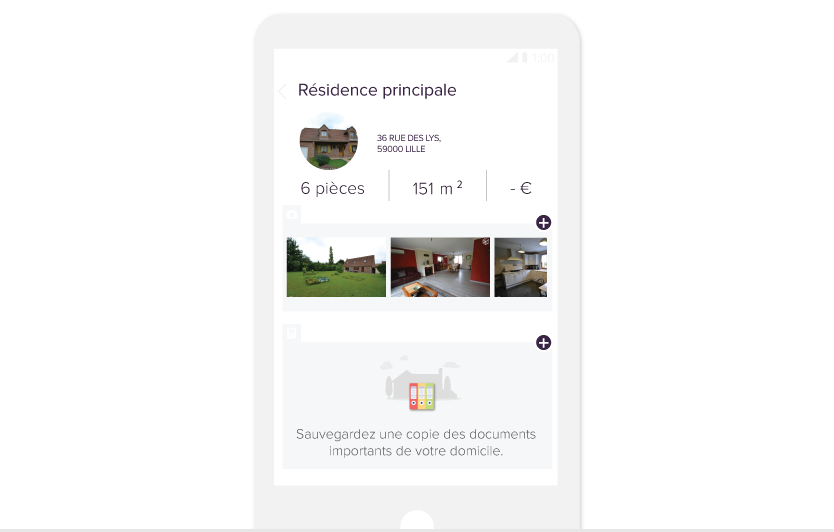 1:00
Résidence principale
36 RUE DES LYS,
59000 LILLE
6 pièces
151 m²
- €
Sauvegardez une copie des documents
importants de votre domicile.